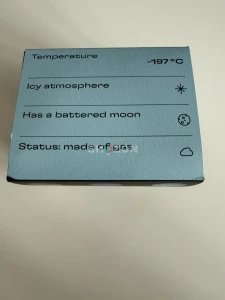 Temperature -197°C
Icy atmosphere
Has a battered moon
Status: made of gas